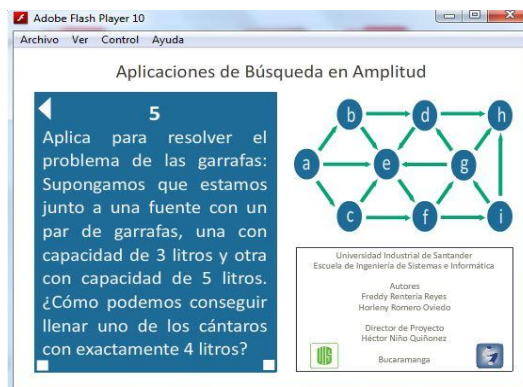 Adobe Flash Player 10
Archivo Ver Control Ayuda
Aplicaciones de Búsqueda en Amplitud
5
Aplica para resolver el
problema de las garrafas:
Supongamos que estamos
junto a una fuente con un
par de garrafas, una con
capacidad de 3 litros y otra
con capacidad de 5 litros.
¿Cómo podemos conseguir
llenar uno de los cántaros
con exactamente 4 litros?
b d h
a e g
c f i
Universidad Industrial de Santander
Escuela de Ingeniería de Sistemas e Informática
Autores
Freddy Rentería Reyes
Horleny Romero Oviedo
Director de Proyecto
Héctor Niño Quiñonez
Bucaramanga
UIS